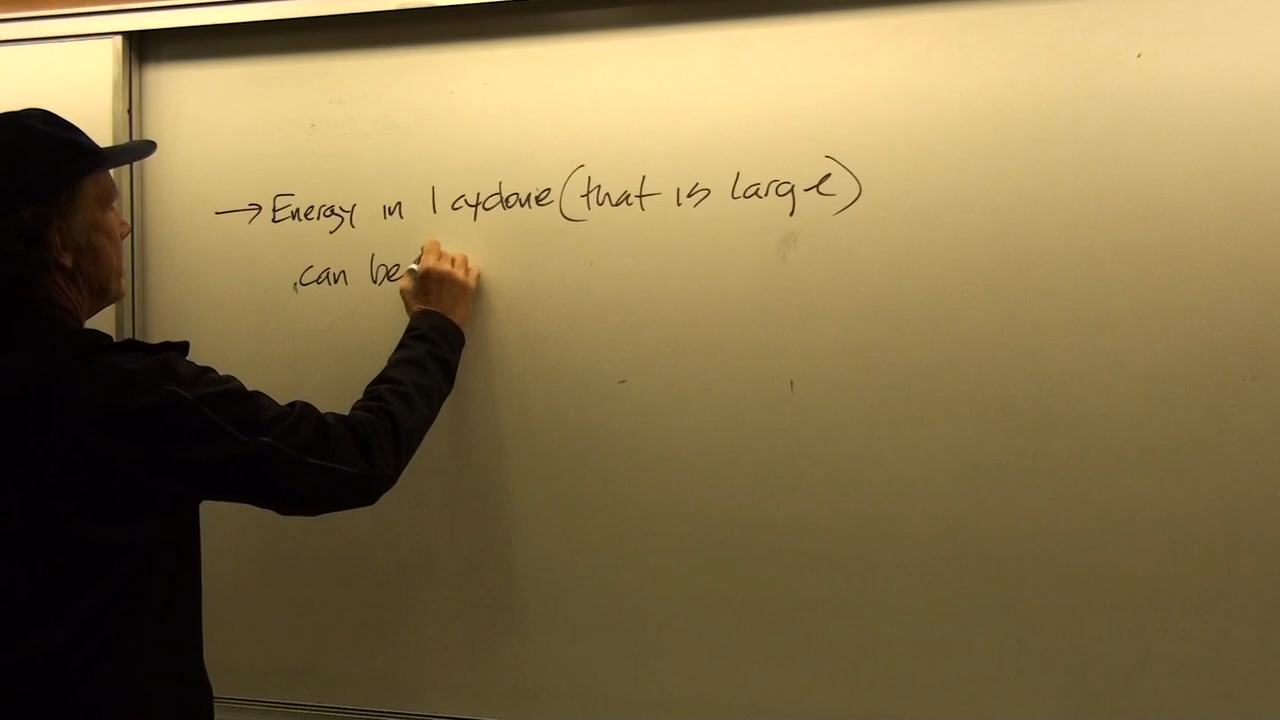 → Energy in 1 cyclone (that is large)
can be